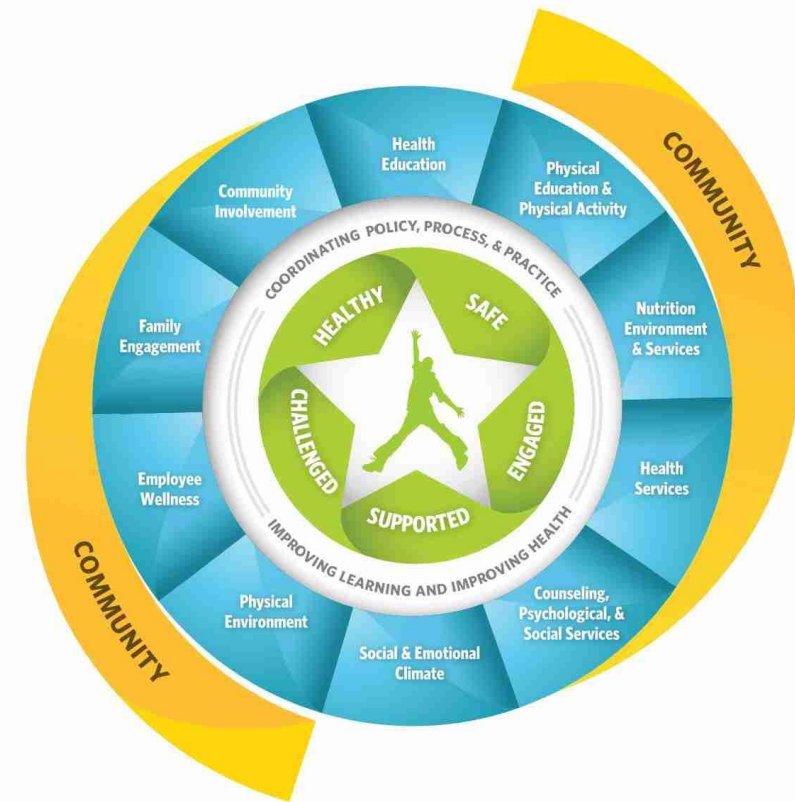 COMMUNITY
Health
Education
Physical
Education &
Physical Activity
Nutrition
Environment
& Services
Health
Services
Counseling,
Psychological, &
Social Services
Social & Emotional
Climate
Physical
Environment
Employee
Wellness
Family
Engagement
Community
Involvement
COORDINATING POLICY, PROCESS, & PRACTICE
IMPROVING LEARNING AND IMPROVING HEALTH
HEALTHY
SAFE
ENGAGED
SUPPORTED
CHALLENGED
COMMUNITY